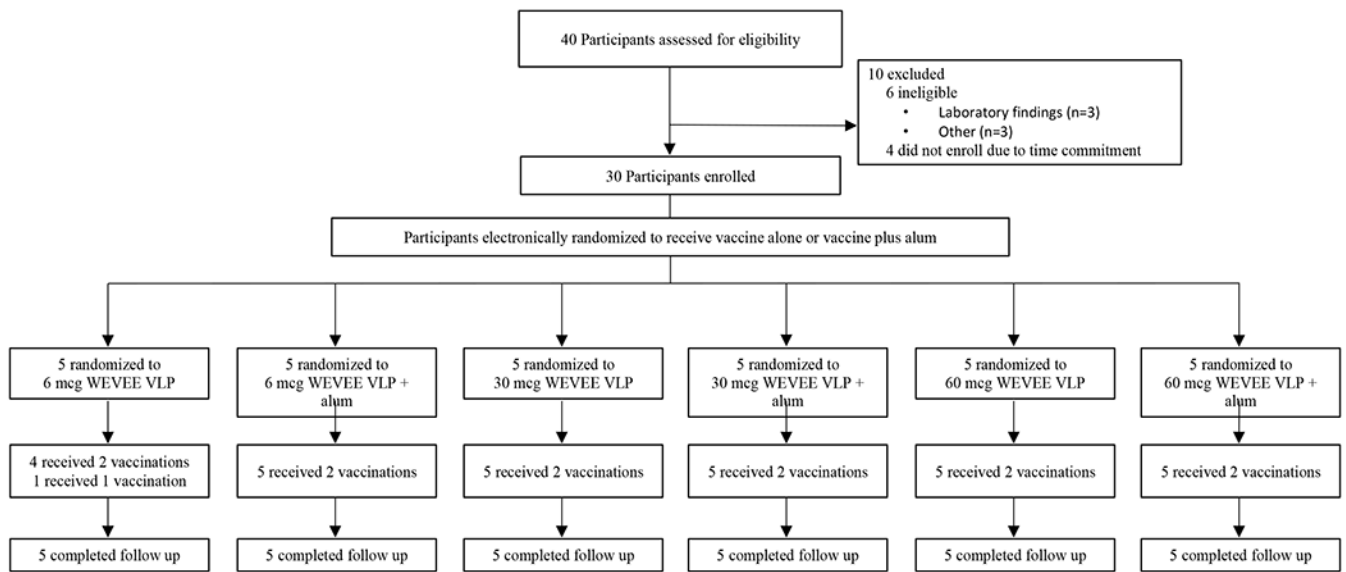 40 Participants assessed for eligibility
10 excluded
6 ineligible
• Laboratory findings (n=3)
• Other (n=3)
4 did not enroll due to time commitment
30 Participants enrolled
Participants electronically randomized to receive vaccine alone or vaccine plus alum
5 randomized to
6 mcg WEVEE VLP
5 randomized to
6 mcg WEVEE VLP +
alum
5 randomized to
30 mcg WEVEE VLP
5 randomized to
30 mcg WEVEE VLP
+ alum
5 randomized to
60 mcg WEVEE VLP
5 randomized to
60 mcg WEVEE VLP
+ alum
4 received 2 vaccinations
1 received 1 vaccination
5 received 2 vaccinations
5 received 2 vaccinations
5 received 2 vaccinations
5 received 2 vaccinations
5 received 2 vaccinations
5 completed follow up
5 completed follow up
5 completed follow up
5 completed follow up
5 completed follow up
5 completed follow up